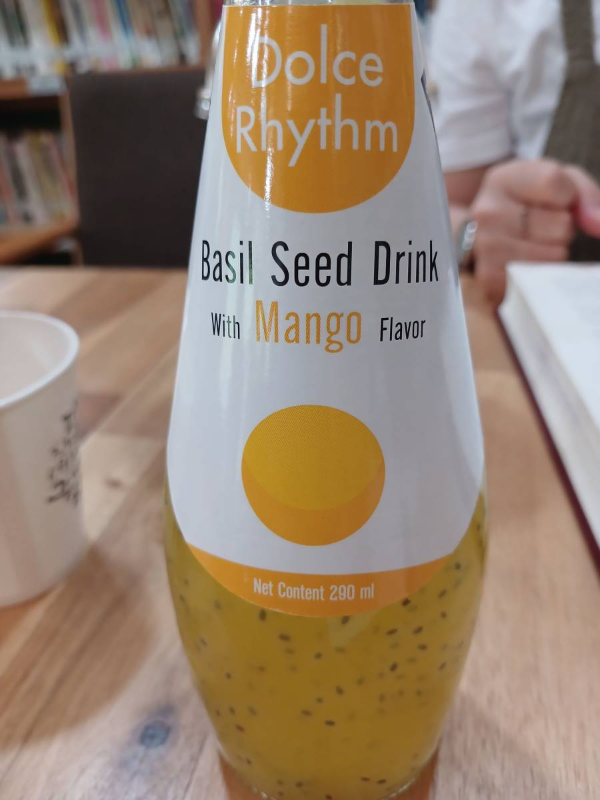 Dolce
Rhythm
Basil Seed Drink
With Mango Flavor
Net Content 290 ml